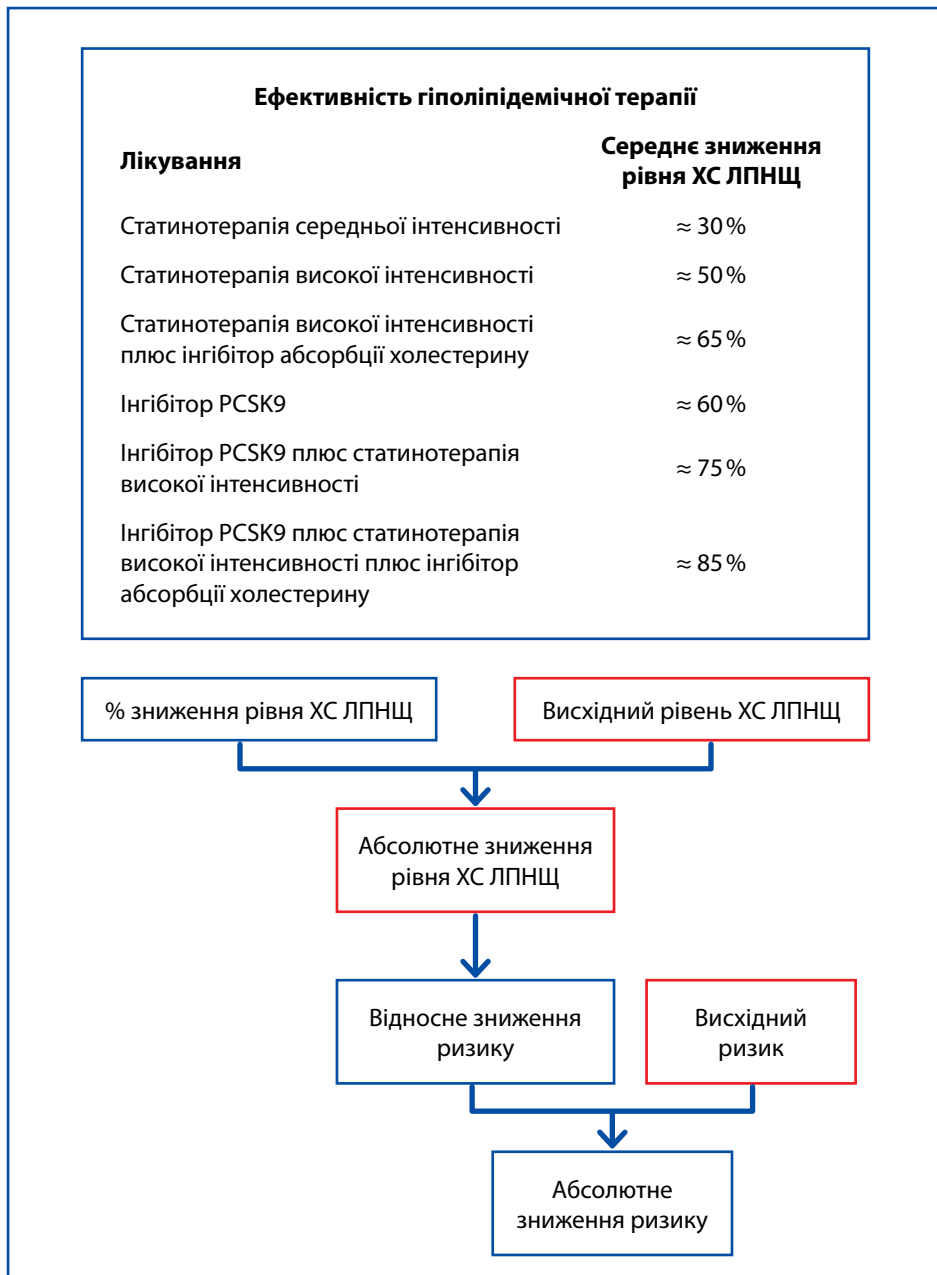 Ефективність гіполіпідемічної терапії
Лікування
Середнє зниження
рівня ХС ЛПНЩ
Статинотерапія середньої інтенсивності
≈ 30 %
Статинотерапія високої інтенсивності
≈ 50 %
Статинотерапія високої інтенсивності
плюс інгібітор абсорбції холестерину
≈ 65 %
Інгібітор PCSK9
≈ 60 %
Інгібітор PCSK9 плюс статинотерапія
високої інтенсивності
≈ 75 %
Інгібітор PCSK9 плюс статинотерапія
високої інтенсивності плюс інгібітор
абсорбції холестерину
≈ 85 %
% зниження рівня ХС ЛПНЩ
Висхідний рівень ХС ЛПНЩ
Абсолютне зниження
рівня ХС ЛПНЩ
Відносне зниження
ризику
Висхідний
ризик
Абсолютне
зниження ризику